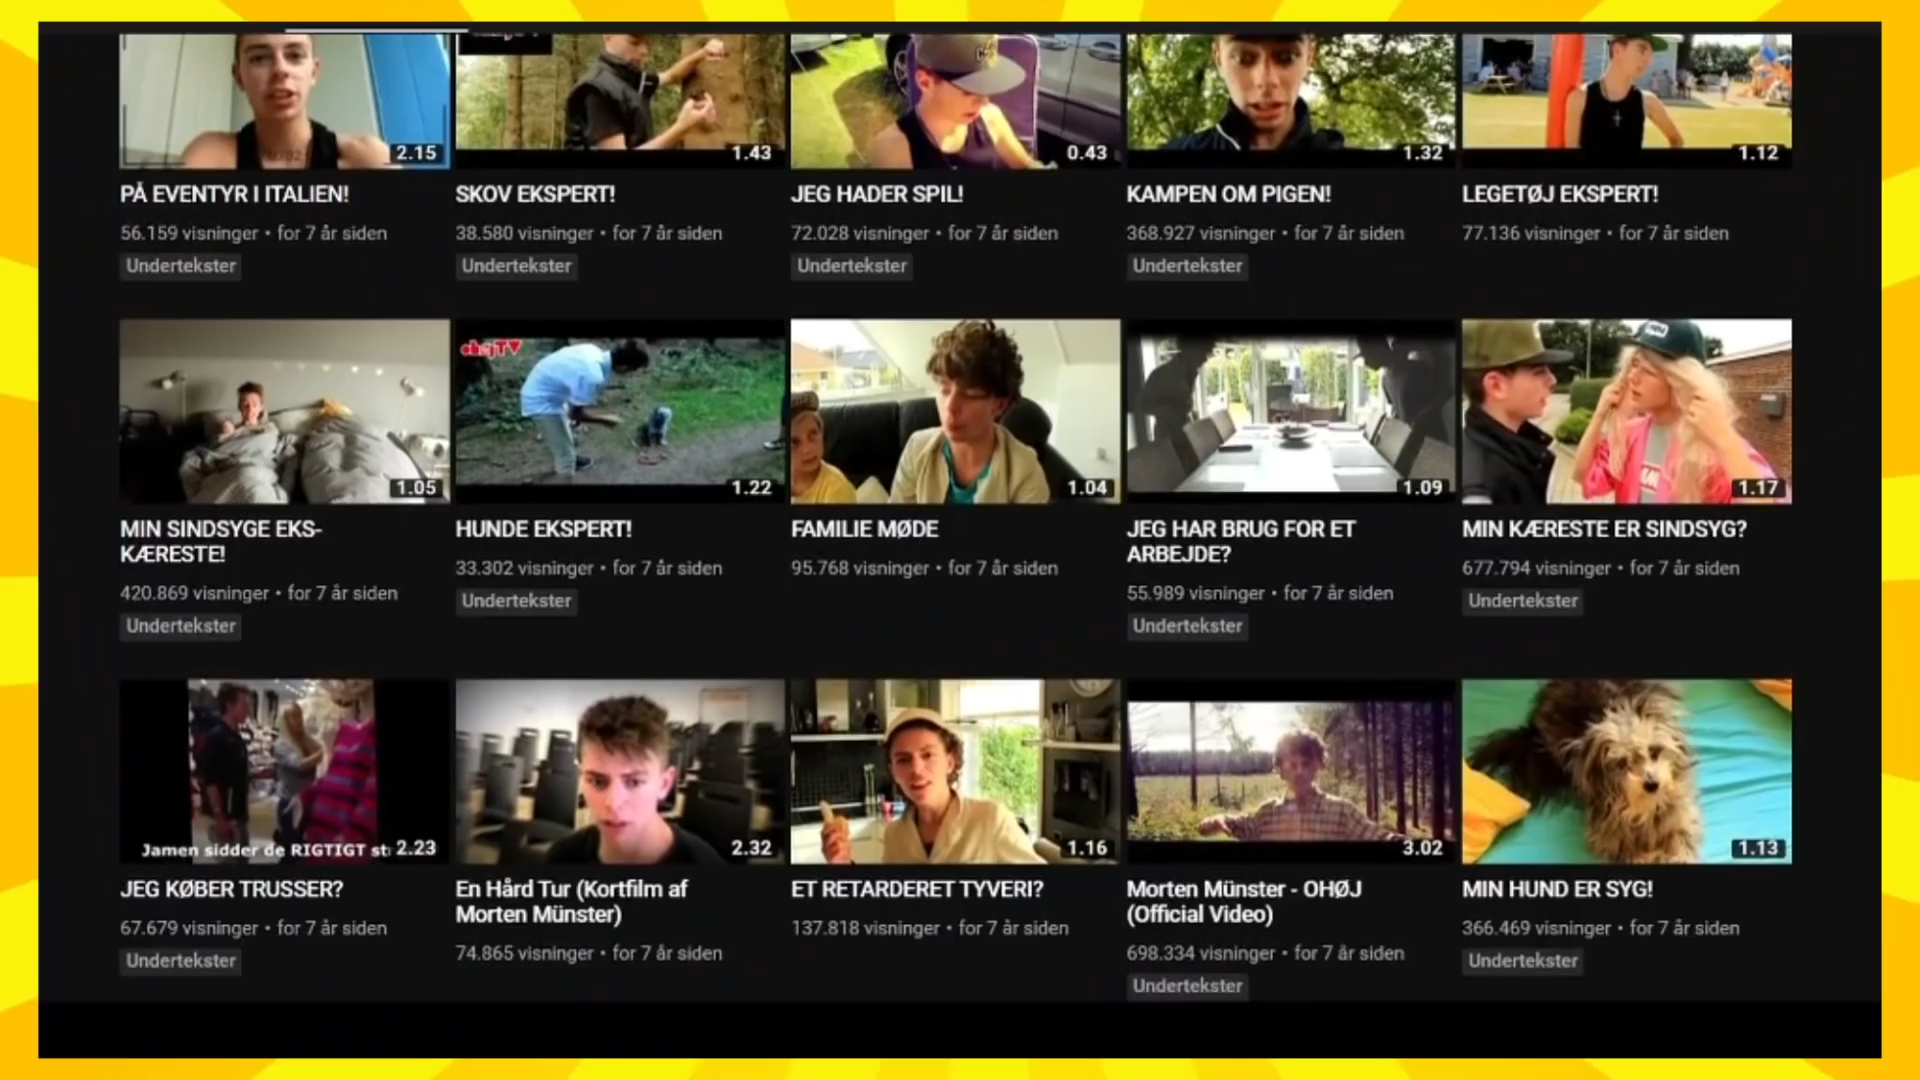 2.15
1.43
0.43
1.32
1.12
PÅ EVENTYR I ITALIEN!
SKOV EKSPERT!
JEG HADER SPIL!
KAMPEN OM PIGEN!
LEGETØJ EKSPERT!
56.159 visninger • for 7 år siden
38.580 visninger • for 7 år siden
72.028 visninger • for 7 år siden
368.927 visninger • for 7 år siden
77.136 visninger • for 7 år siden
Undertekster
Undertekster
Undertekster
Undertekster
1.05
1.22
1.04
1.09
1.17
MIN SINDSYGE EKS-
KÆRESTE!
420.869 visninger • for 7 år siden
Undertekster
HUNDE EKSPERT!
33.302 visninger • for 7 år siden
Undertekster
FAMILIE MØDE
95.768 visninger • for 7 år siden
JEG HAR BRUG FOR ET
ARBEJDE?
55.989 visninger • for 7 år siden
Undertekster
MIN KÆRESTE ER SINDSYG?
677.794 visninger • for 7 år siden
Undertekster
Jamen sidder de RIGTIGT
2.23
2.32
1.16
3.02
1.13
JEG KØBER TRUSSER?
67.679 visninger • for 7 år siden
Undertekster
En Hård Tur (Kortfilm af
Morten Münster)
74.865 visninger • for 7 år siden
ET RETARDERET TYVERI?
137.818 visninger • for 7 år siden
Morten Münster - OHØJ
(Official Video)
698.334 visninger • for 7 år siden
Undertekster
MIN HUND ER SYG!
366.469 visninger • for 7 år siden
Undertekster